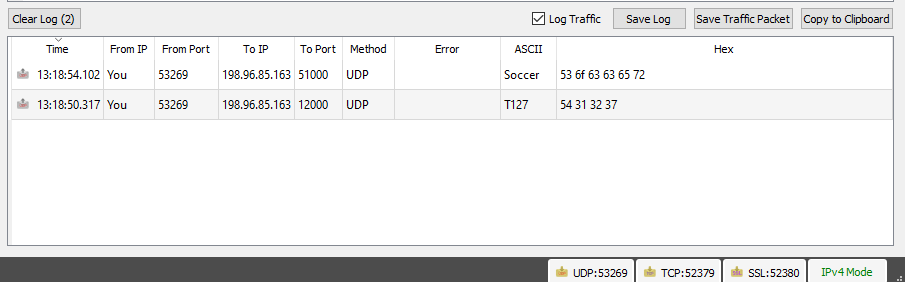 Clear Log (2) Log Traffic Save Log Save Traffic Packet Copy to Clipboard
Time From IP From Port To IP To Port Method Error ASCII Hex
13:18:54.102 You 53269 198.96.85.163 51000 UDP Soccer 53 6f 63 63 65 72
13:18:50.317 You 53269 198.96.85.163 12000 UDP T127 54 31 32 37
UDP:53269 TCP:52379 SSL:52380 IPv4 Mode